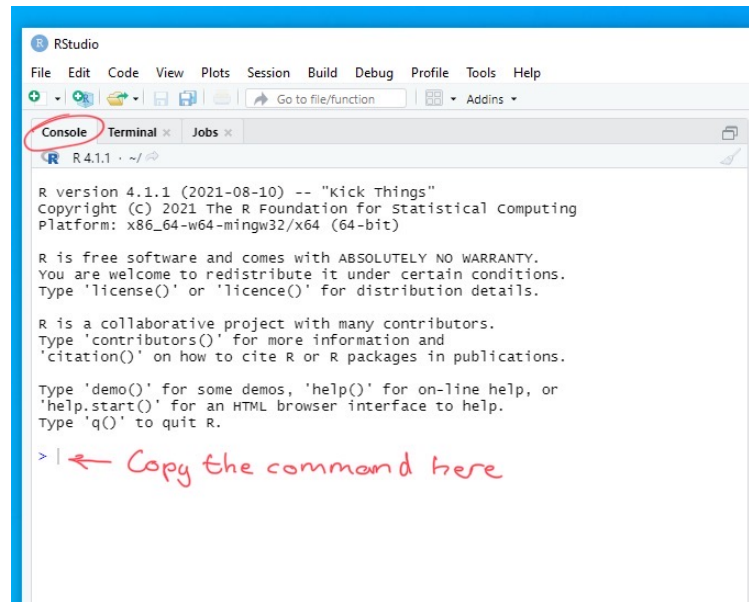 R RStudio
File Edit Code View Plots Session Build Debug Profile Tools Help
Go to file/function Addins
Console Terminal × Jobs ×
R R 4.1.1 · ~/
R version 4.1.1 (2021-08-10) -- "Kick Things"
Copyright (C) 2021 The R Foundation for Statistical Computing
Platform: x86_64-w64-mingw32/x64 (64-bit)
R is free software and comes with ABSOLUTELY NO WARRANTY.
You are welcome to redistribute it under certain conditions.
Type 'license()' or 'licence()' for distribution details.
R is a collaborative project with many contributors.
Type 'contributors()' for more information and
'citation()' on how to cite R or R packages in publications.
Type 'demo()' for some demos, 'help()' for on-line help, or
'help.start()' for an HTML browser interface to help.
Type 'q()' to quit R.
> Copy the command here